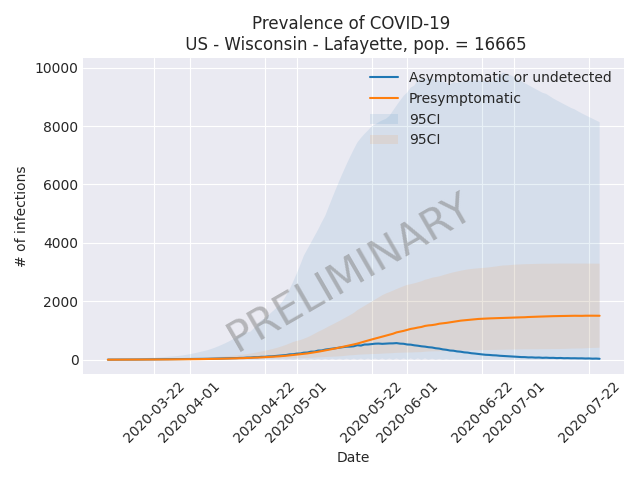 Prevalence of COVID-19
US - Wisconsin - Lafayette, pop. = 16665
10000
8000
6000
4000
2000
0
# of infections
Asymptomatic or undetected
Presymptomatic
95CI
95CI
PRELIMINARY
2020-03-22
2020-04-01
2020-04-22
2020-05-01
2020-05-22
2020-06-01
2020-06-22
2020-07-01
2020-07-22
Date